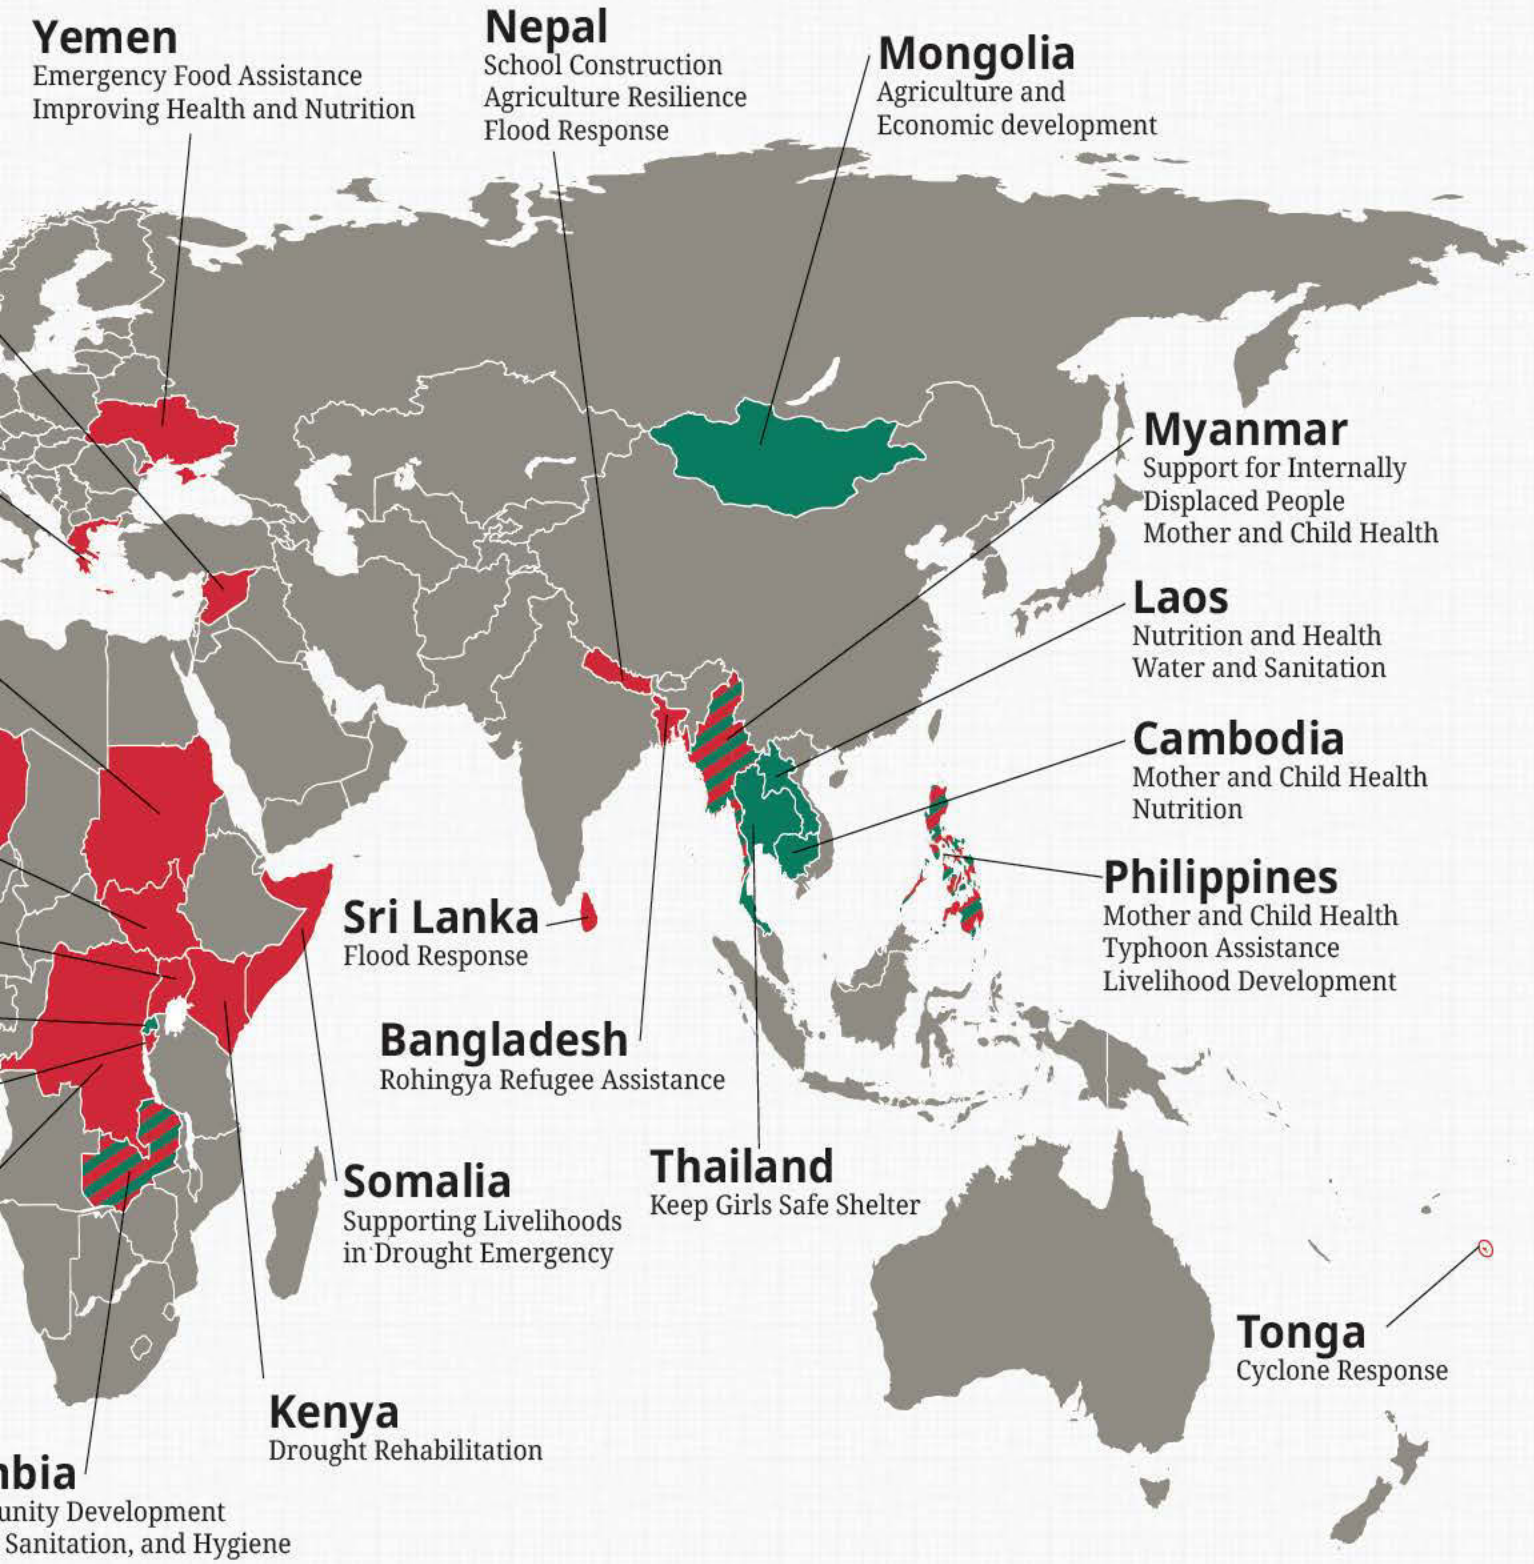 Yemen
Emergency Food Assistance
Improving Health and Nutrition
Nepal
School Construction
Agriculture Resilience
Flood Response
Mongolia
Agriculture and
Economic development
Myanmar
Support for Internally
Displaced People
Mother and Child Health
Laos
Nutrition and Health
Water and Sanitation
Cambodia
Mother and Child Health
Nutrition
Philippines
Mother and Child Health
Typhoon Assistance
Livelihood Development
Sri Lanka
Flood Response
Bangladesh
Rohingya Refugee Assistance
Thailand
Keep Girls Safe Shelter
Somalia
Supporting Livelihoods
in Drought Emergency
Tonga
Cyclone Response
Kenya
Drought Rehabilitation
mbia
unity Development
Sanitation, and Hygiene